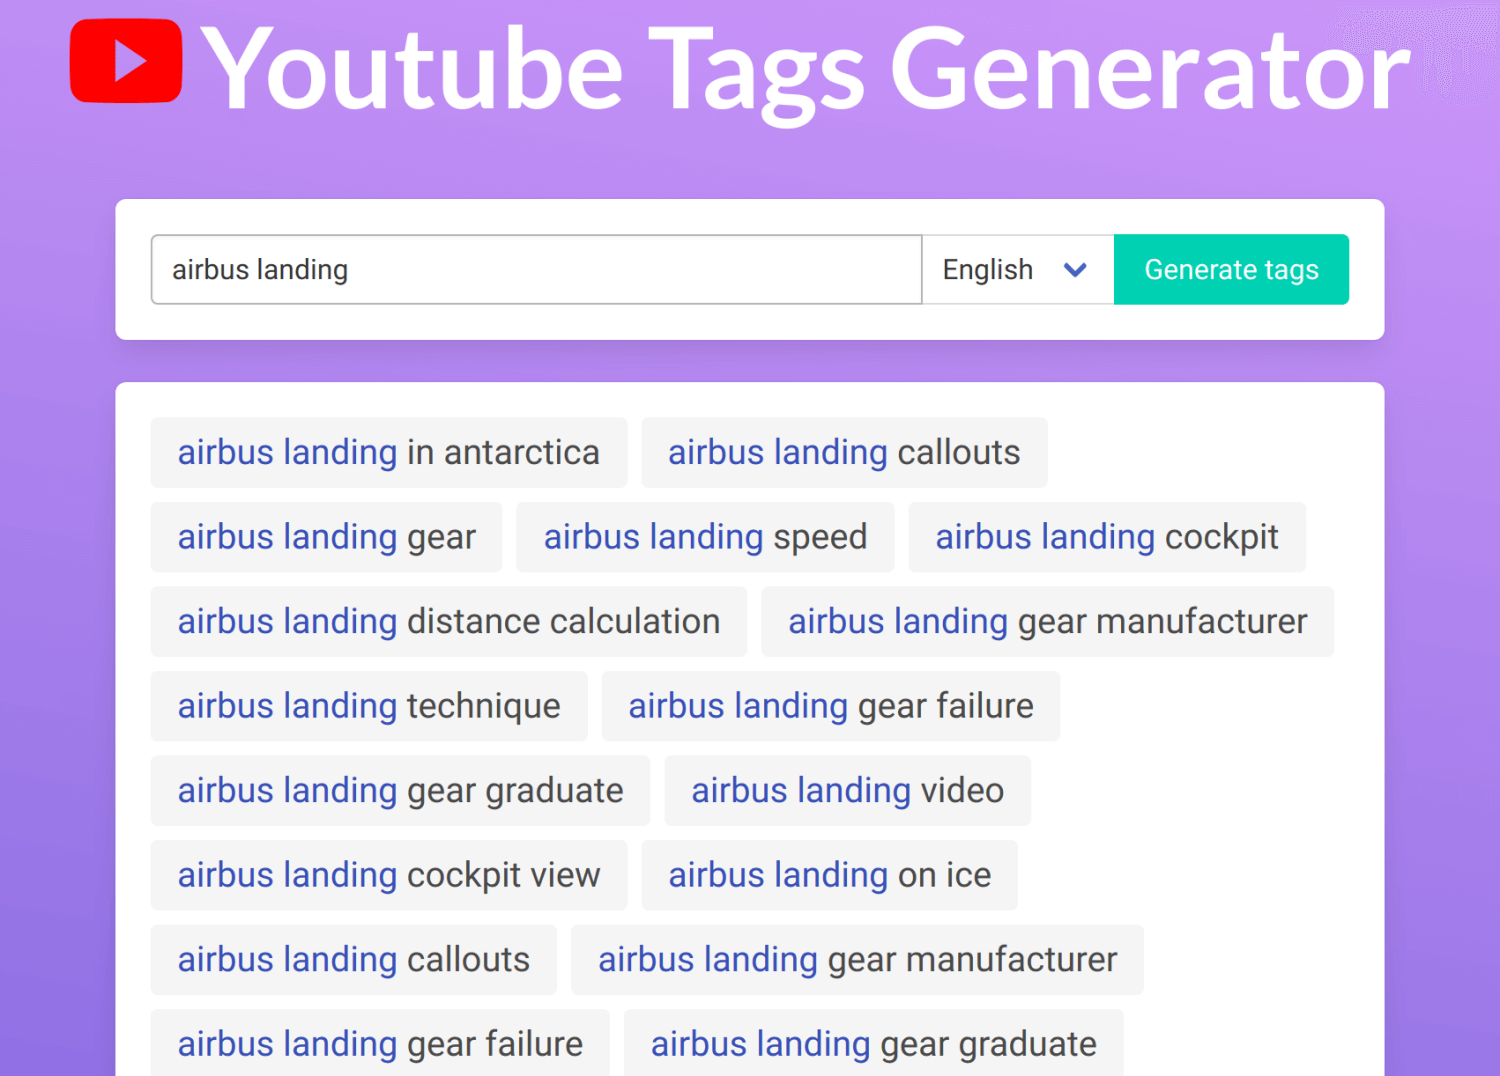 Youtube Tags Generator
airbus landing English Generate tags
airbus landing in antarctica airbus landing callouts
airbus landing gear airbus landing speed airbus landing cockpit
airbus landing distance calculation airbus landing gear manufacturer
airbus landing technique airbus landing gear failure
airbus landing gear graduate airbus landing video
airbus landing cockpit view airbus landing on ice
airbus landing callouts airbus landing gear manufacturer
airbus landing gear failure airbus landing gear graduate